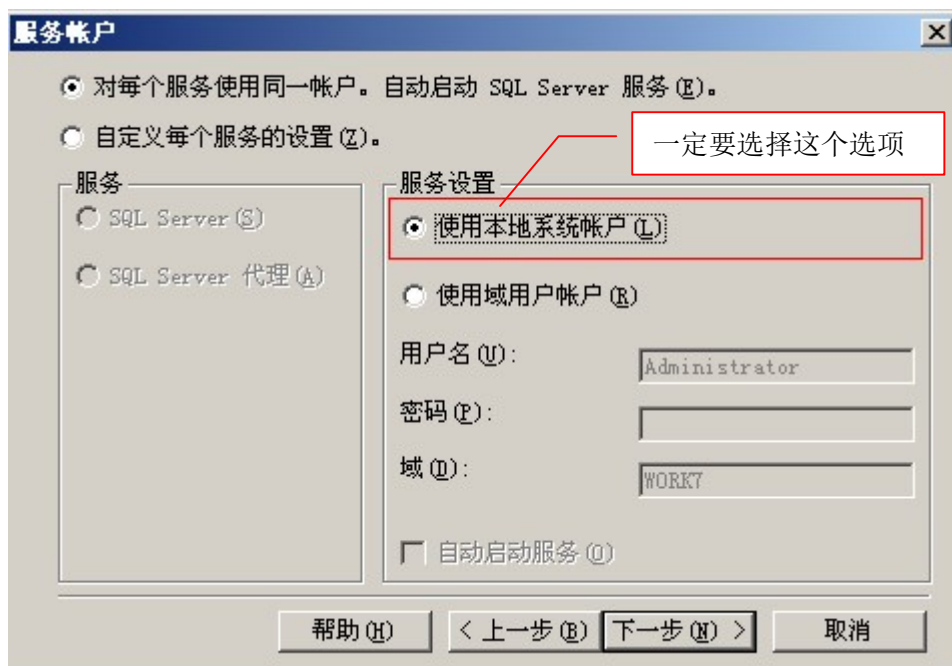 服务帐户
对每个服务使用同一帐户。自动启动 SQL Server 服务(E)。
自定义每个服务的设置(Z)。
一定要选择这个选项
服务
SQL Server(S)
SQL Server 代理(A)
服务设置
使用本地系统帐户(L)
使用域用户帐户(R)
用户名(U):
Administrator
密码(P):
域(D):
WORK7
自动启动服务(O)
帮助(H)
< 上一步(B)
下一步(N) >
取消